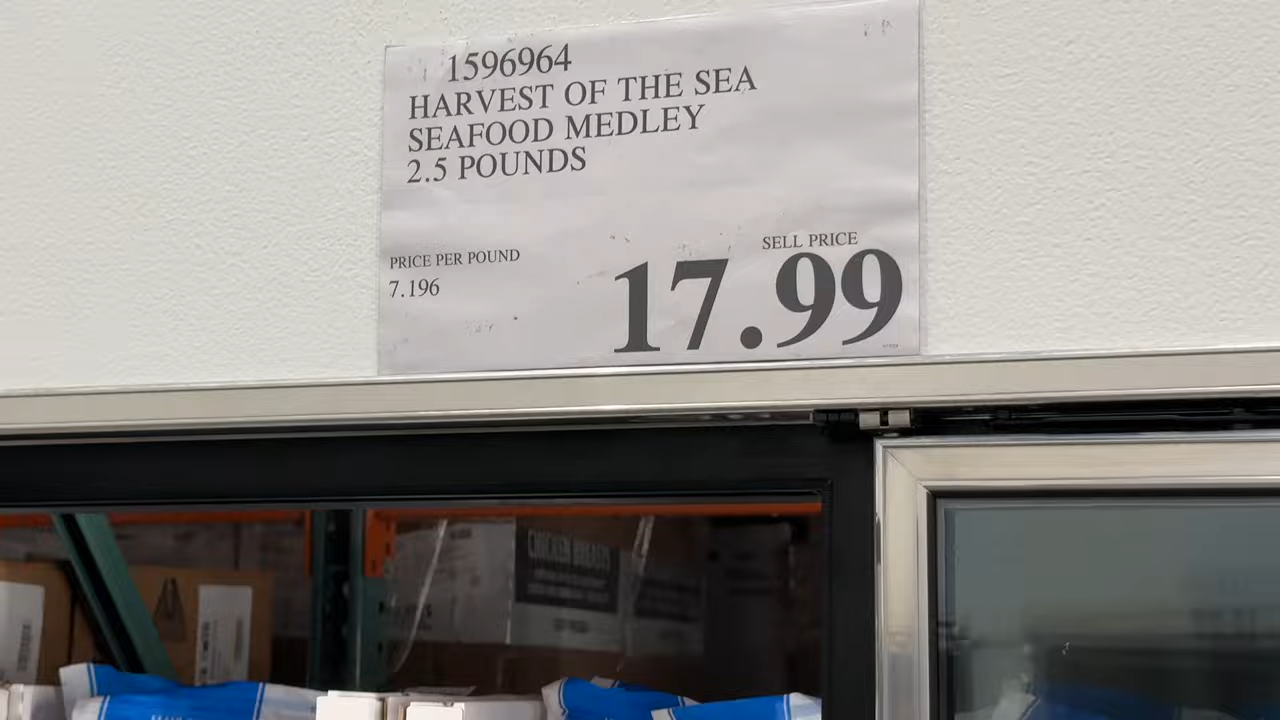 1596964
HARVEST OF THE SEA
SEAFOOD MEDLEY
2.5 POUNDS
PRICE PER POUND
7.196
SELL PRICE
17.99
CHICKEN BREASTS